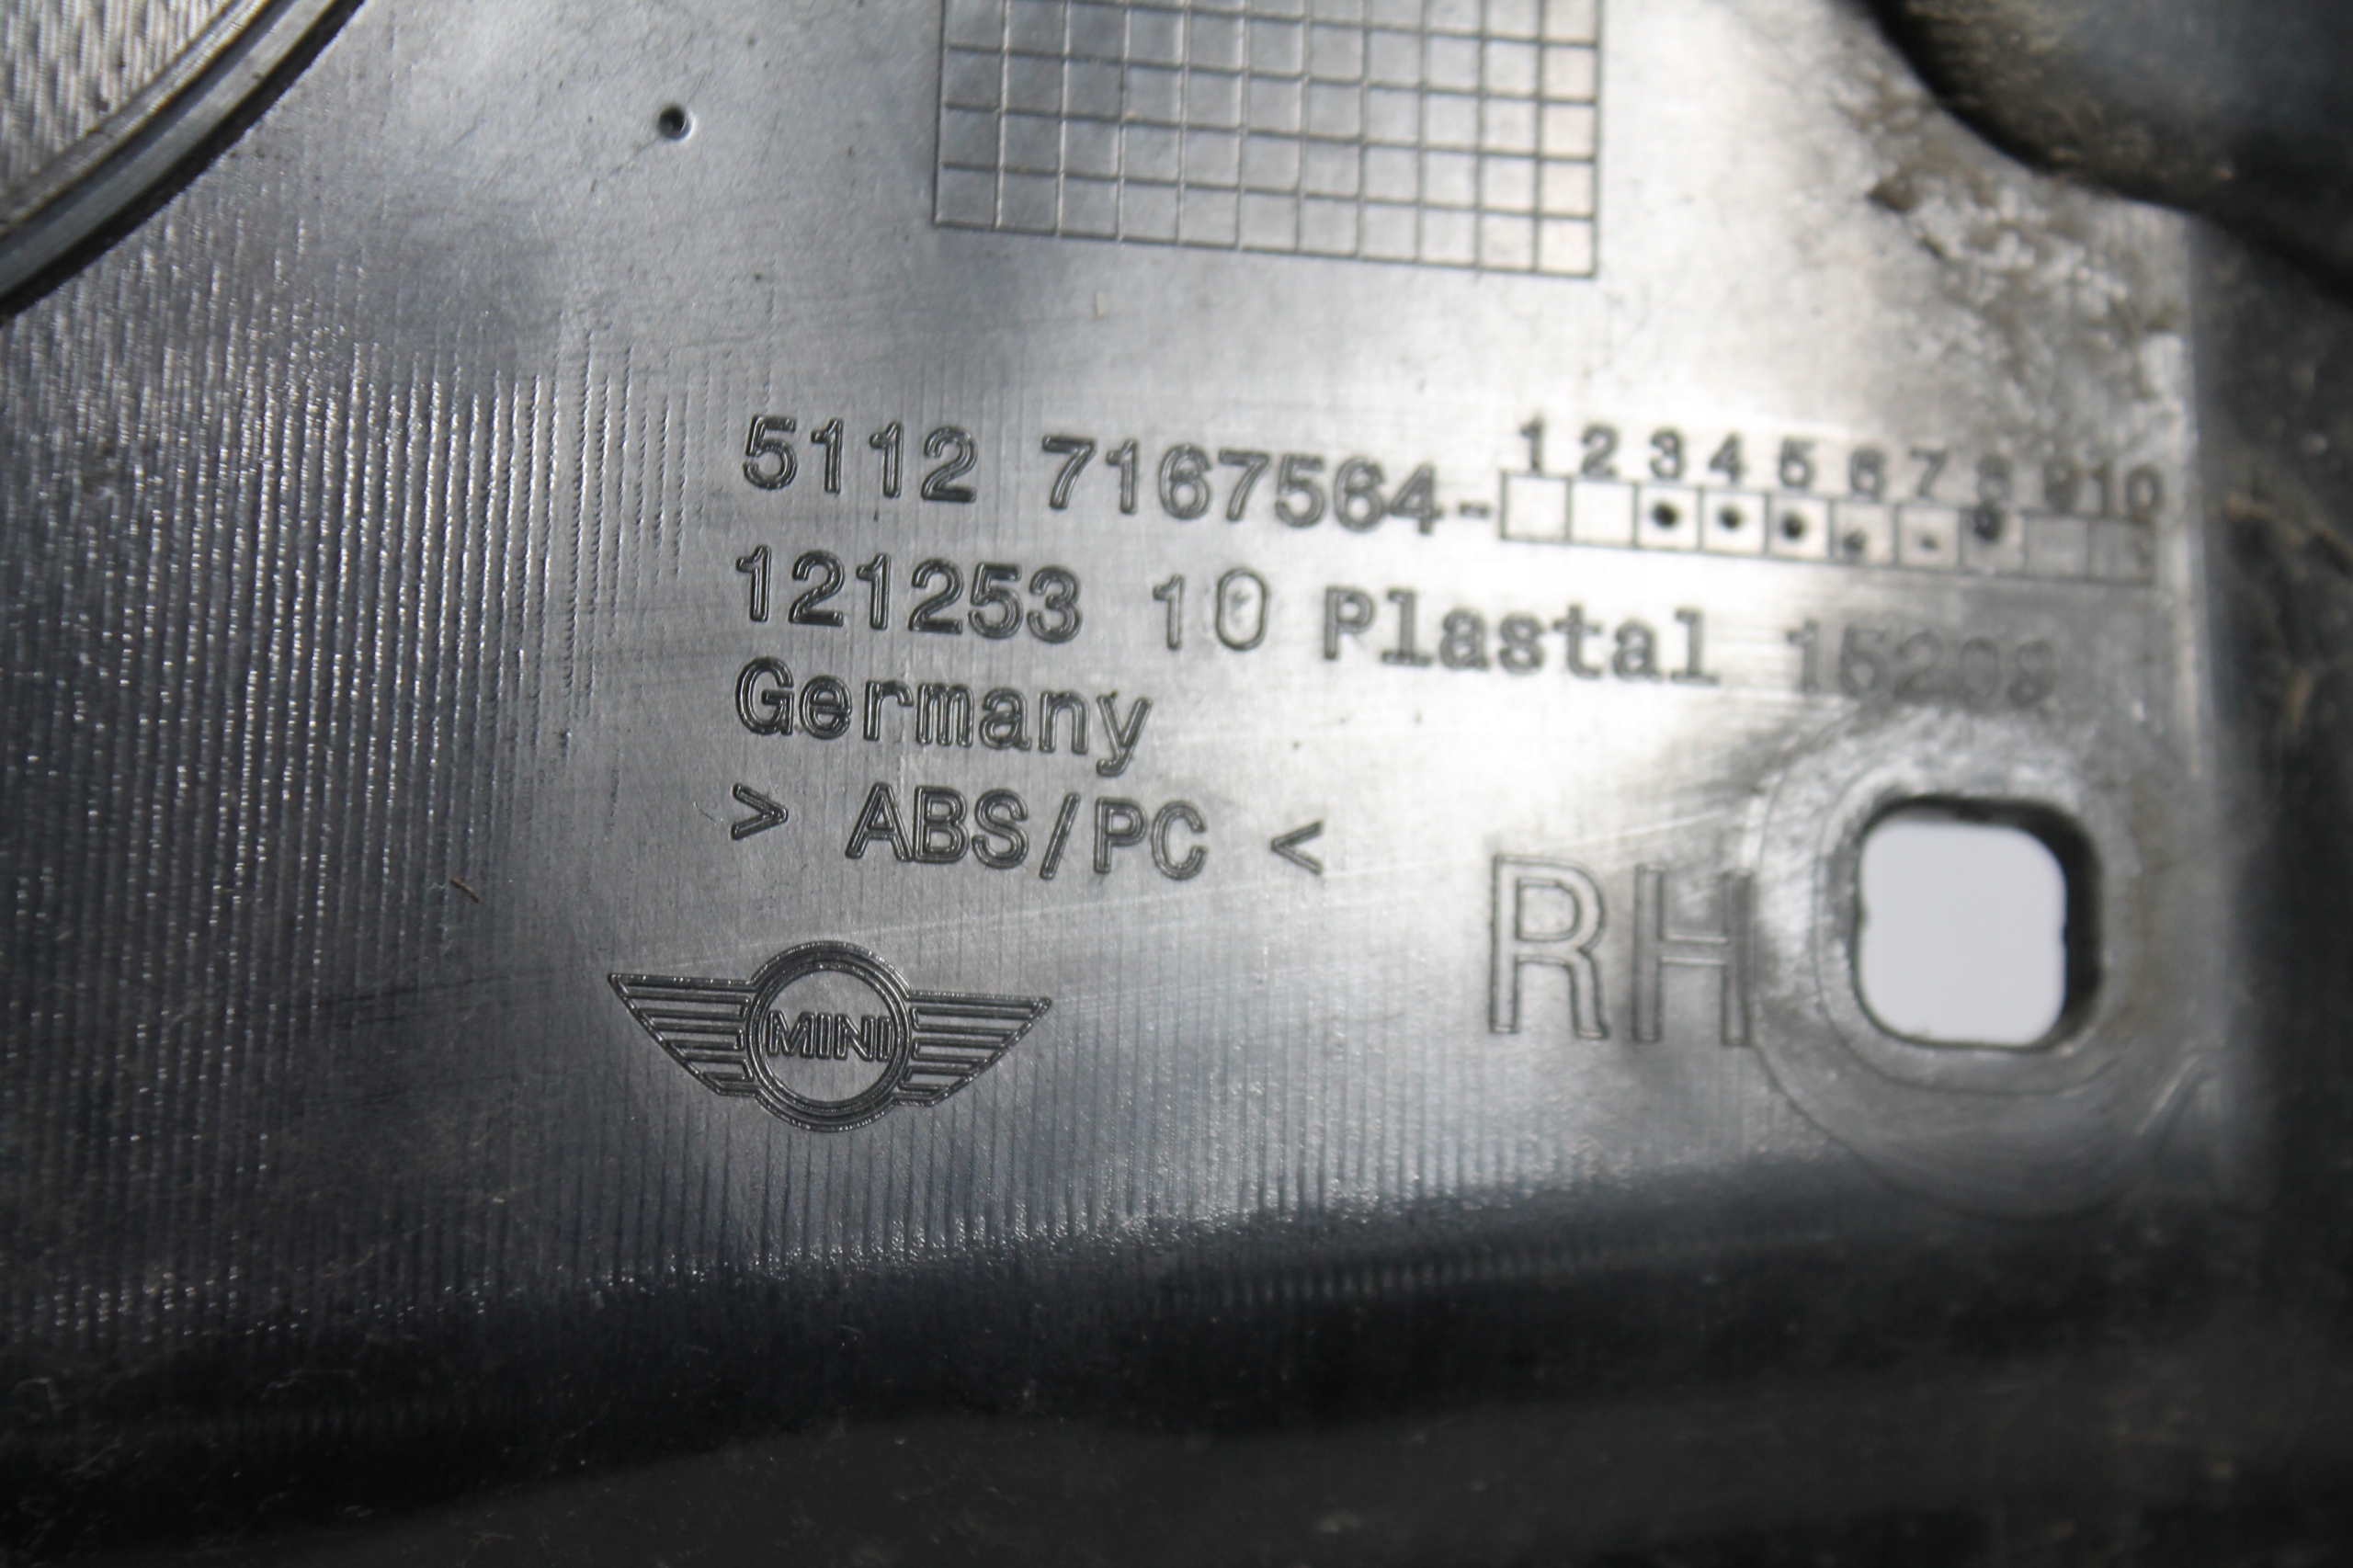 1 2 3 4 5 6 7 8 9 10
5112 7167564-
121253 10 Plastal 15209
Germany
> ABS/PC <
RH
MINI